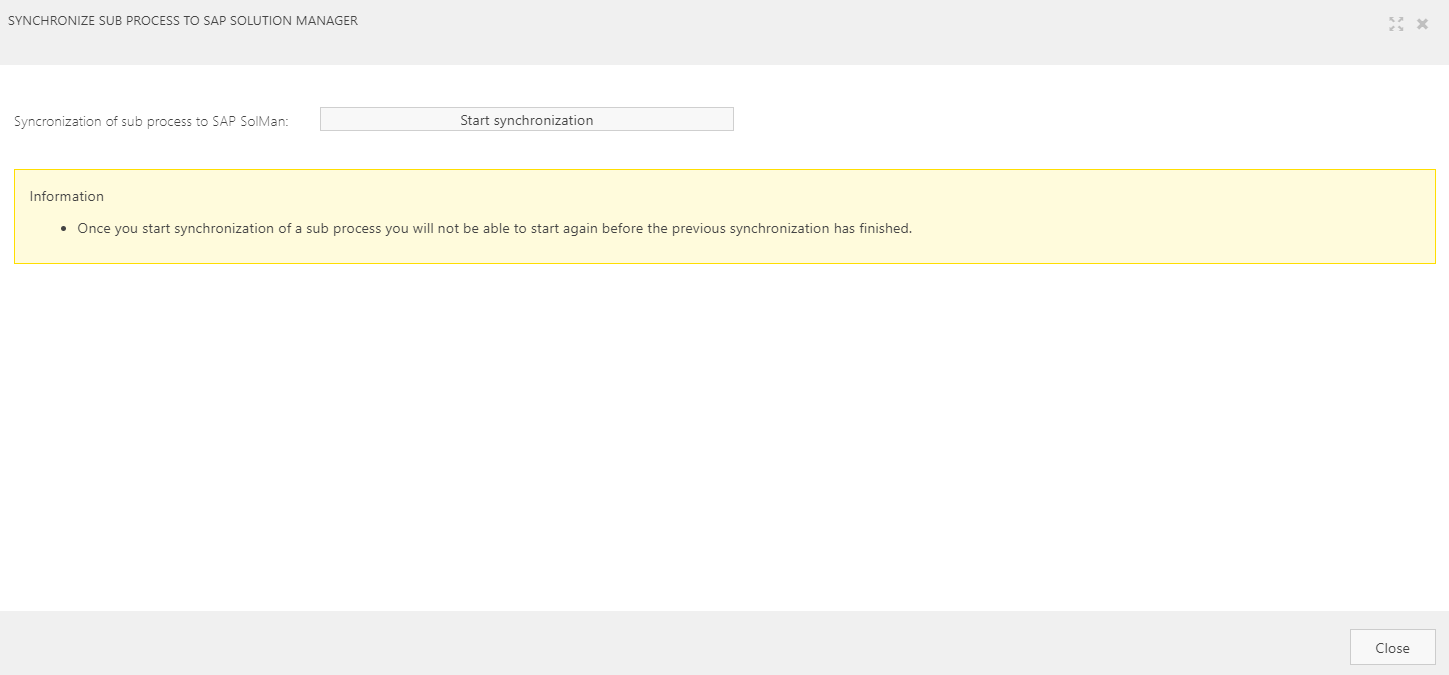 SYNCHRONIZE SUB PROCESS TO SAP SOLUTION MANAGER
Syncronization of sub process to SAP SolMan:
Start synchronization
Information
• Once you start synchronization of a sub process you will not be able to start again before the previous synchronization has finished.
Close